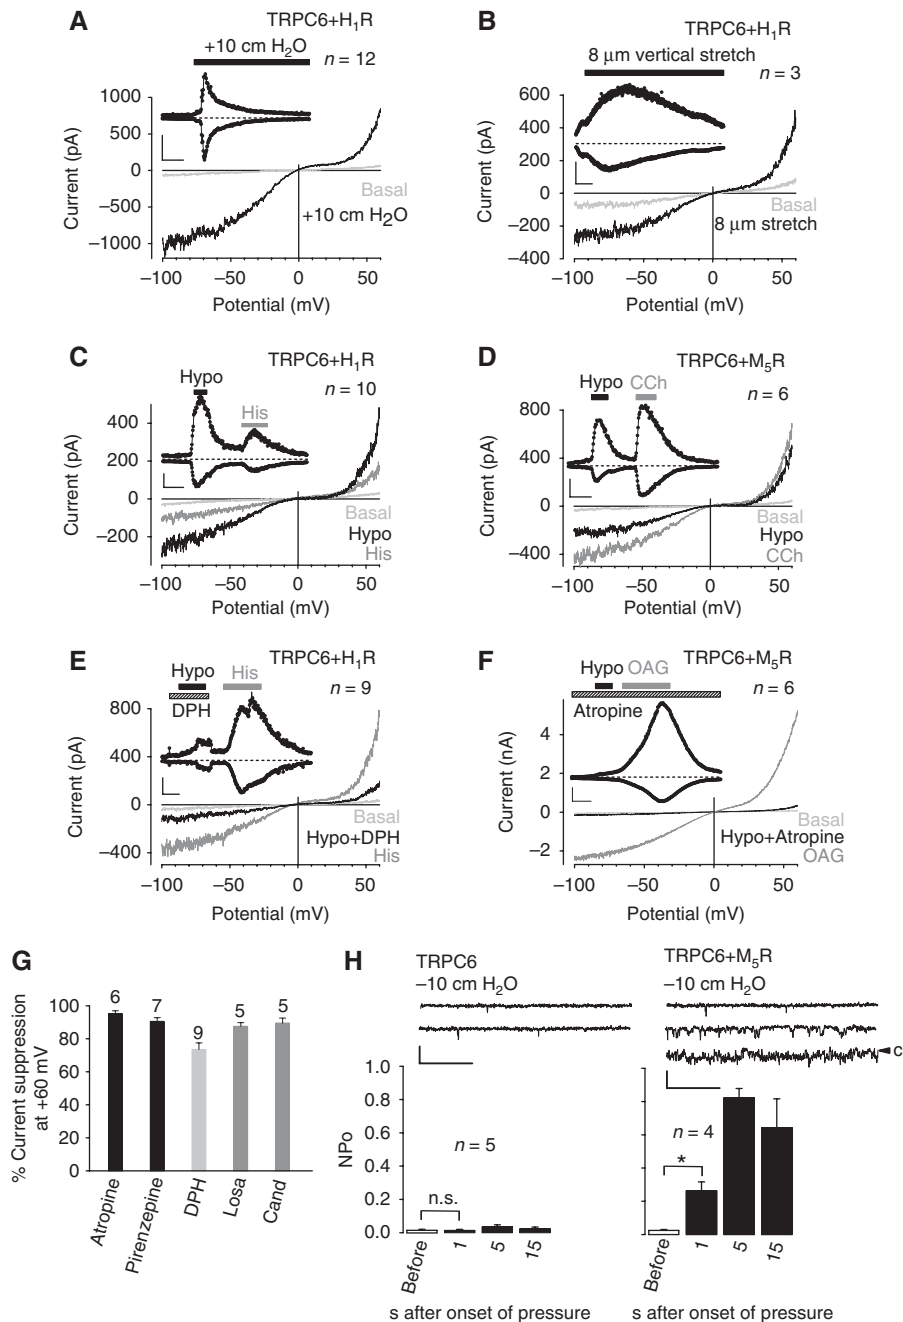 A
TRPC6+H1R
+10 cm H2O
n = 12
1000
500
0
−500
−1000
Current (pA)
Basal
+10 cm H2O
−100
−50
0
50
Potential (mV)
B
TRPC6+H1R
8 µm vertical stretch
n = 3
800
600
400
200
0
−200
−400
Current (pA)
Basal
8 µm stretch
−100
−50
0
50
Potential (mV)
C
TRPC6+H1R
Hypo
n = 10
His
400
200
0
−200
Current (pA)
Basal
Hypo
His
−100
−50
0
50
Potential (mV)
D
TRPC6+M5R
Hypo
CCh
n = 6
800
400
0
−400
Current (pA)
Basal
Hypo
CCh
−100
−50
0
50
Potential (mV)
E
TRPC6+H1R
Hypo
His
n = 9
DPH
800
400
0
−400
Current (pA)
Basal
Hypo+DPH
His
−100
−50
0
50
Potential (mV)
F
TRPC6+M5R
Hypo
OAG
n = 6
Atropine
4
2
0
−2
Current (nA)
Basal
Hypo+Atropine
OAG
−100
−50
0
50
Potential (mV)
G
% Current suppression
at +60 mV
100
80
60
40
20
0
6
7
9
5
5
Atropine
Pirenzepine
DPH
Losa
Cand
H
TRPC6
−10 cm H2O
1.0
0.8
0.6
0.4
0.2
0.0
NPo
n = 5
n.s.
Before
1
5
15
s after onset of pressure
TRPC6+M5R
−10 cm H2O
c
n = 4
*
Before
1
5
15
s after onset of pressure